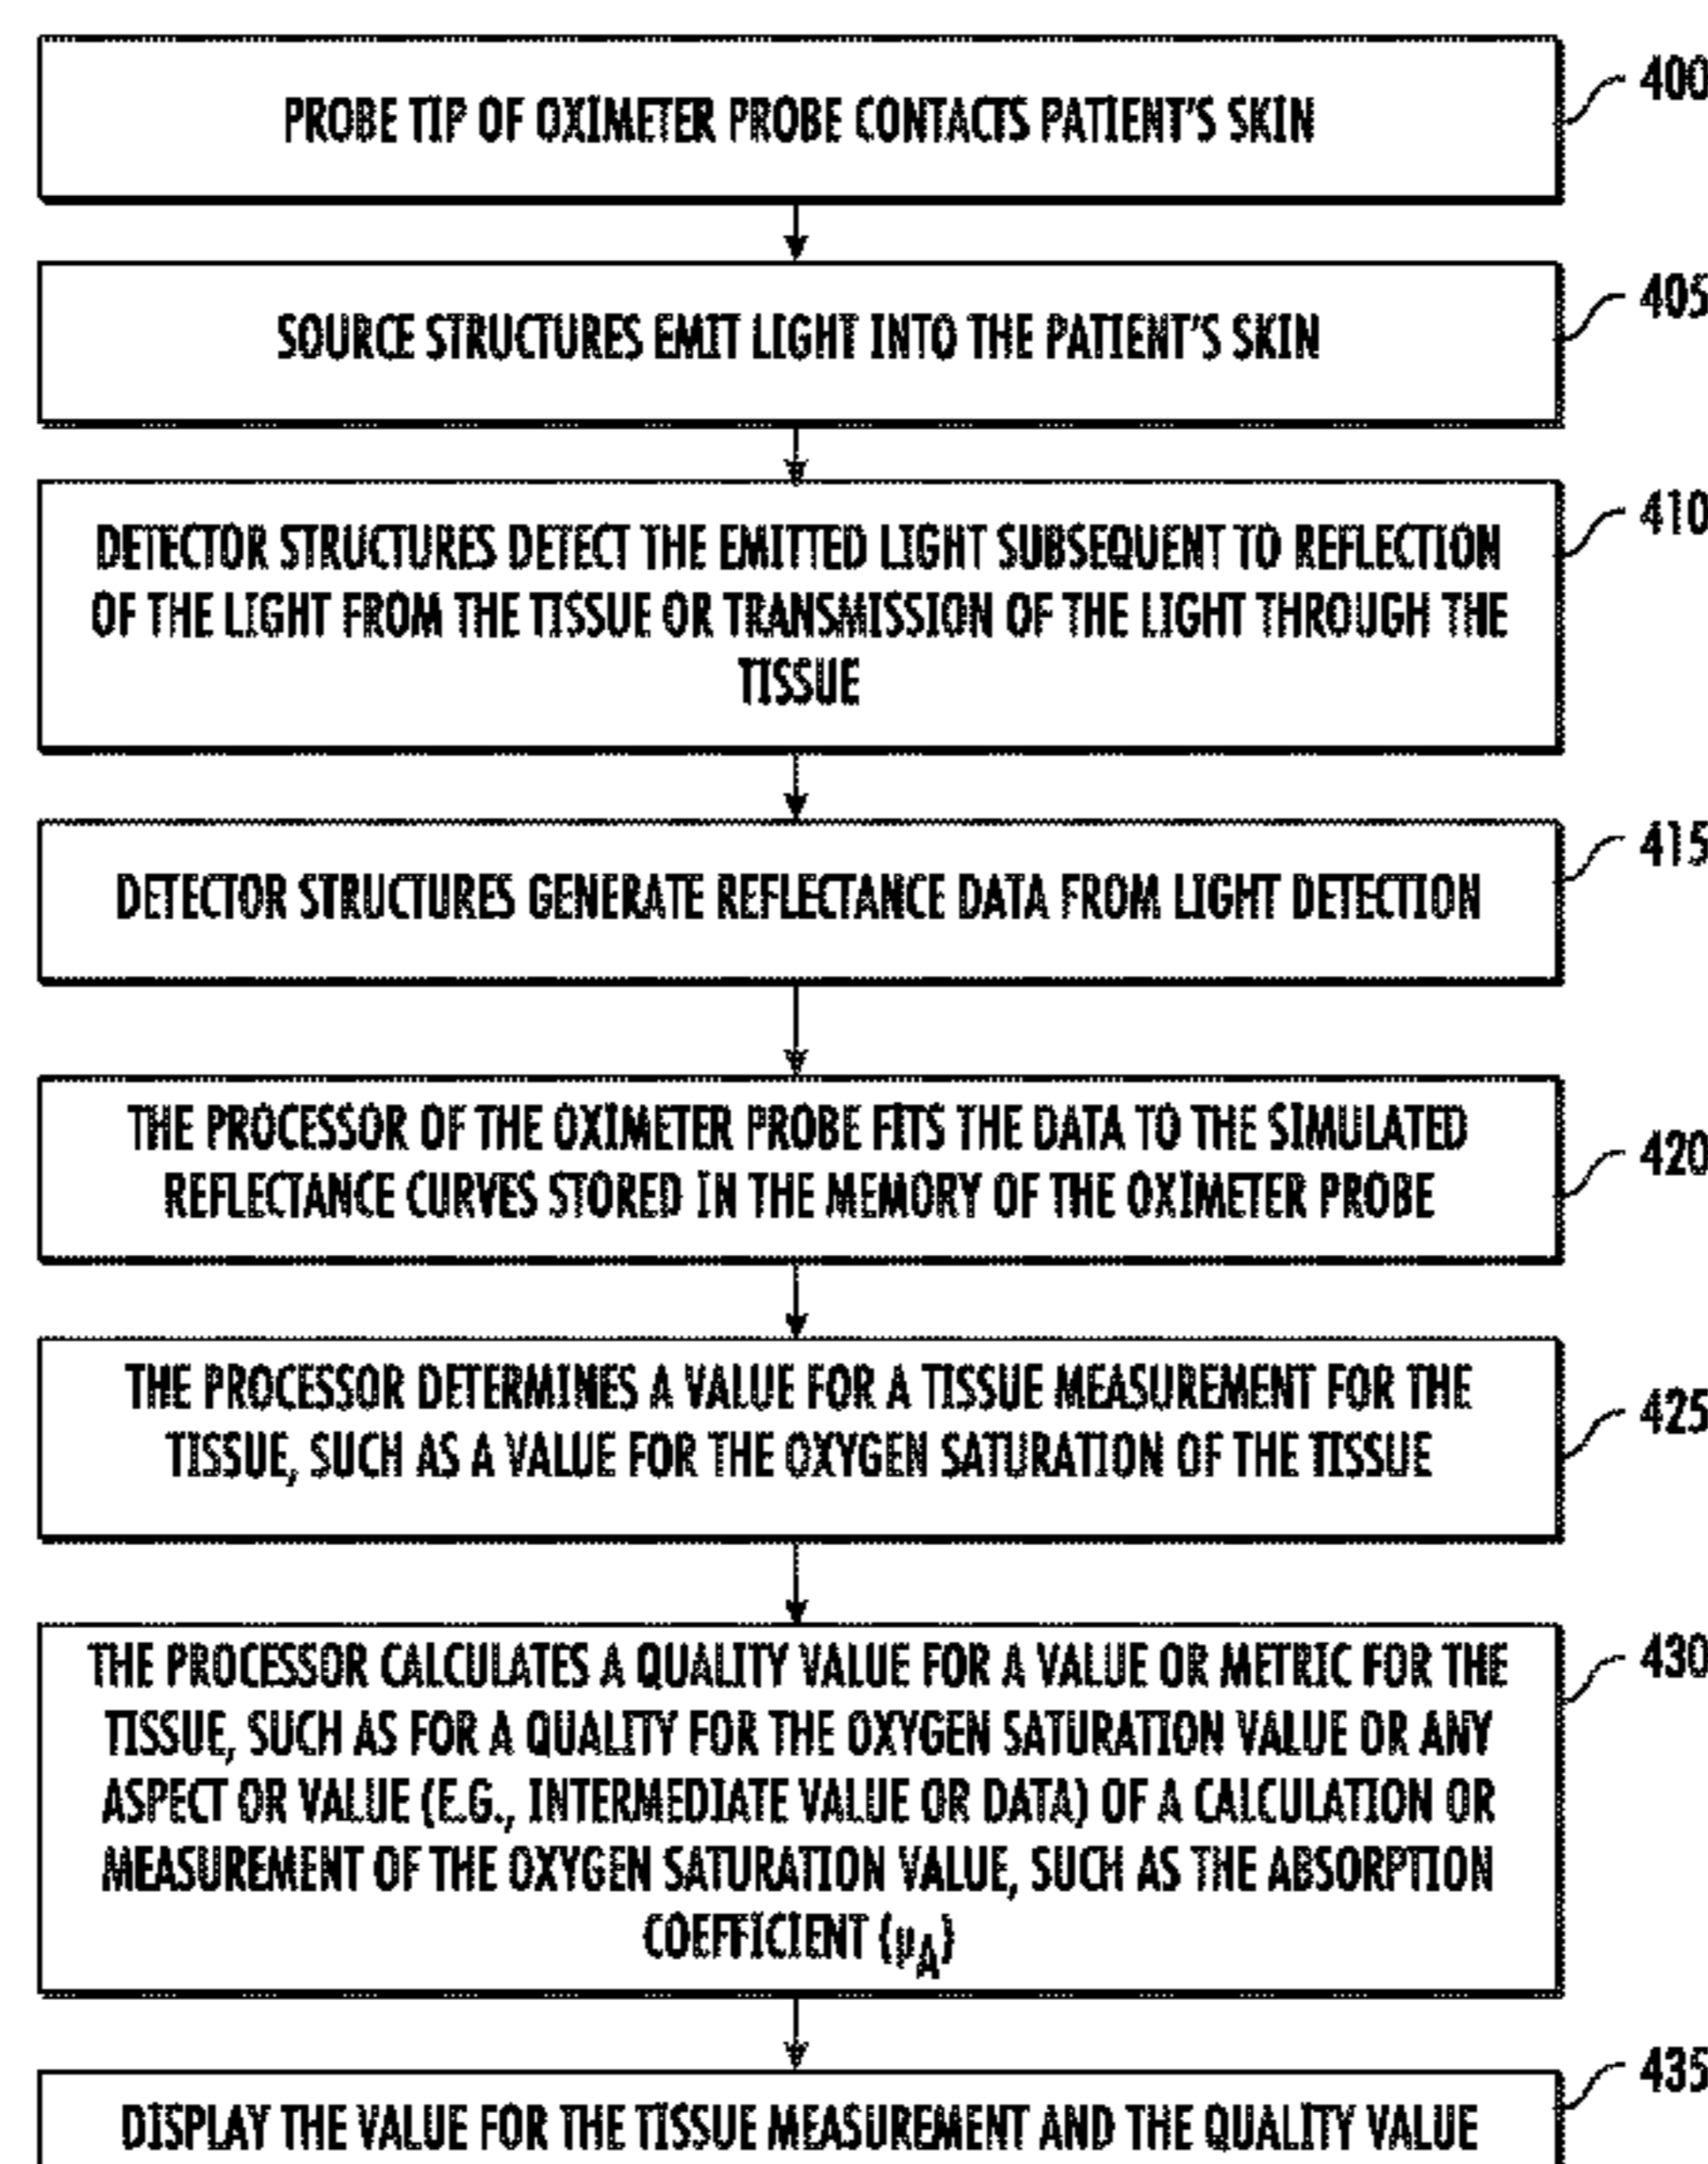 PROBE TIP OF OXIMETER PROBE CONTACTS PATIENT'S SKIN
400
SOURCE STRUCTURES EMIT LIGHT INTO THE PATIENT'S SKIN
405
DETECTOR STRUCTURES DETECT THE EMITTED LIGHT SUBSEQUENT TO REFLECTION
OF THE LIGHT FROM THE TISSUE OR TRANSMISSION OF THE LIGHT THROUGH THE
TISSUE
410
DETECTOR STRUCTURES GENERATE REFLECTANCE DATA FROM LIGHT DETECTION
415
THE PROCESSOR OF THE OXIMETER PROBE FITS THE DATA TO THE SIMULATED
REFLECTANCE CURVES STORED IN THE MEMORY OF THE OXIMETER PROBE
420
THE PROCESSOR DETERMINES A VALUE FOR A TISSUE MEASUREMENT FOR THE
TISSUE, SUCH AS A VALUE FOR THE OXYGEN SATURATION OF THE TISSUE
425
THE PROCESSOR CALCULATES A QUALITY VALUE FOR A VALUE OR METRIC FOR THE
TISSUE, SUCH AS FOR A QUALITY FOR THE OXYGEN SATURATION VALUE OR ANY
ASPECT OR VALUE (E.G., INTERMEDIATE VALUE OR DATA) OF A CALCULATION OR
MEASUREMENT OF THE OXYGEN SATURATION VALUE, SUCH AS THE ABSORPTION
COEFFICIENT (μA)
430
DISPLAY THE VALUE FOR THE TISSUE MEASUREMENT AND THE QUALITY VALUE
435